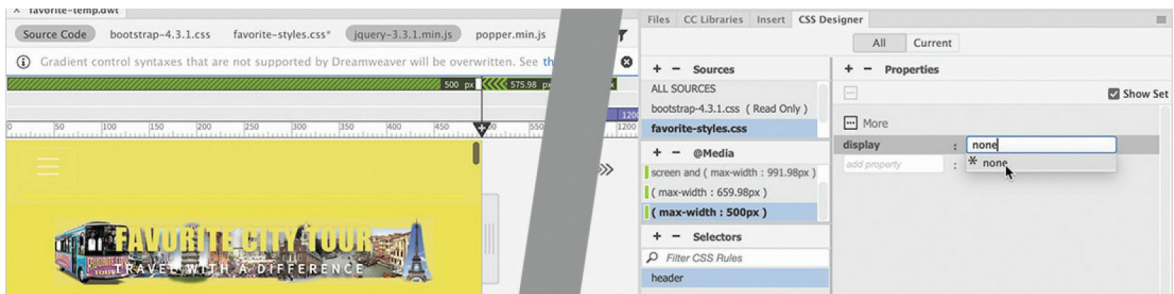 × favorite-temp.dwt
Source Code bootstrap-4.3.1.css favorite-styles.css* jquery-3.3.1.min.js popper.min.js
Gradient control syntaxes that are not supported by Dreamweaver will be overwritten. See th
500 px 575.98 p
1200
0 50 100 150 200 250 300 350 400 450 550 1200
FAVORITE CITY TOUR
TRAVEL WITH A DIFFERENCE
Files CC Libraries Insert CSS Designer
All Current
+ − Sources
ALL SOURCES
bootstrap-4.3.1.css ( Read Only )
favorite-styles.css
+ − @Media
screen and ( max-width : 991.98px )
( max-width : 659.98px )
( max-width : 500px )
+ − Selectors
Filter CSS Rules
header
+ − Properties
Show Set
More
display : none
add property : * none